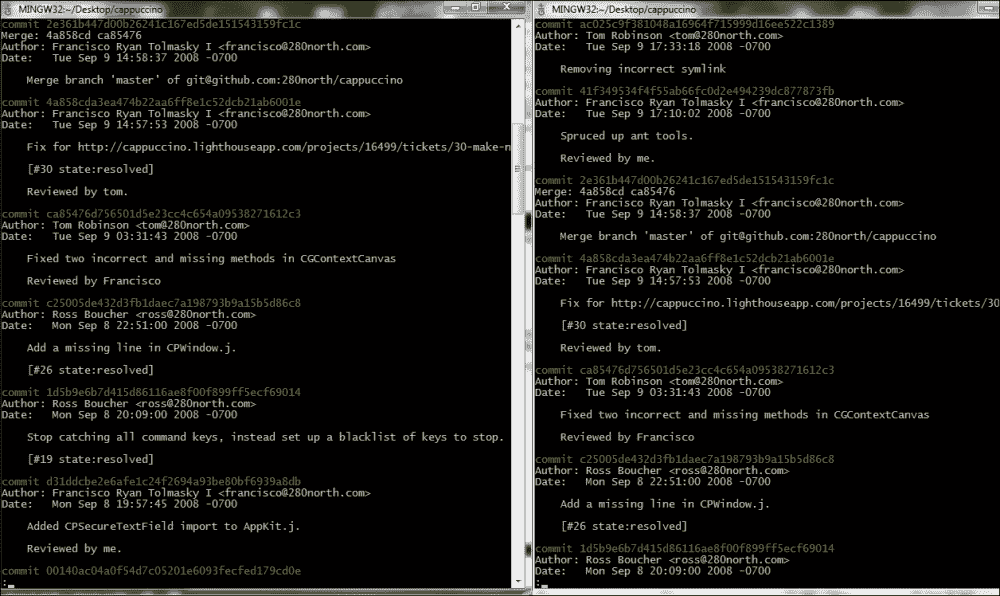 MINGW32:~/Desktop/cappuccino
commit 2e361b447d00b26241c167ed5de151543159fc1c
Merge: 4a858cd ca85476
Author: Francisco Ryan Tolmasky I <francisco@280north.com>
Date:   Tue Sep 9 14:58:37 2008 -0700
Merge branch 'master' of git@github.com:280north/cappuccino
commit 4a858cda3ea474b22aa6ff8e1c52dcb21ab6001e
Author: Francisco Ryan Tolmasky I <francisco@280north.com>
Date:   Tue Sep 9 14:57:53 2008 -0700
Fix for http://cappuccino.lighthouseapp.com/projects/16499/tickets/30-make-n
[#30 state:resolved]
Reviewed by tom.
commit ca85476d756501d5e23cc4c654a09538271612c3
Author: Tom Robinson <tom@280north.com>
Date:   Tue Sep 9 03:31:43 2008 -0700
Fixed two incorrect and missing methods in CGContextCanvas
Reviewed by Francisco
commit c25005de432d3fb1daec7a198793b9a15b5d86c8
Author: Ross Boucher <ross@280north.com>
Date:   Mon Sep 8 22:51:00 2008 -0700
Add a missing line in CPWindow.j.
[#26 state:resolved]
commit 1d5b9e6b7d415d86116ae8f00f899ff5ecf69014
Author: Ross Boucher <ross@280north.com>
Date:   Mon Sep 8 20:09:00 2008 -0700
Stop catching all command keys, instead set up a blacklist of keys to stop.
[#19 state:resolved]
commit d31ddcbe2e6afe1c24f2694a93be80bf6939a8db
Author: Francisco Ryan Tolmasky I <francisco@280north.com>
Date:   Mon Sep 8 19:57:45 2008 -0700
Added CPSecureTextField import to AppKit.j.
Reviewed by me.
commit 00140ac04a0f54d7c05201e6093fecfed179cd0e
:
MINGW32:~/Desktop/cappuccino
commit ac025c9f381048a16964f715999d16ee522c1389
Author: Tom Robinson <tom@280north.com>
Date:   Tue Sep 9 17:33:18 2008 -0700
Removing incorrect symlink
commit 41f349534f4f55ab66fc0d2e494239dc877873fb
Author: Francisco Ryan Tolmasky I <francisco@280north.com>
Date:   Tue Sep 9 17:10:02 2008 -0700
Spruced up ant tools.
Reviewed by me.
commit 2e361b447d00b26241c167ed5de151543159fc1c
Merge: 4a858cd ca85476
Author: Francisco Ryan Tolmasky I <francisco@280north.com>
Date:   Tue Sep 9 14:58:37 2008 -0700
Merge branch 'master' of git@github.com:280north/cappuccino
commit 4a858cda3ea474b22aa6ff8e1c52dcb21ab6001e
Author: Francisco Ryan Tolmasky I <francisco@280north.com>
Date:   Tue Sep 9 14:57:53 2008 -0700
Fix for http://cappuccino.lighthouseapp.com/projects/16499/tickets/30
[#30 state:resolved]
Reviewed by tom.
commit ca85476d756501d5e23cc4c654a09538271612c3
Author: Tom Robinson <tom@280north.com>
Date:   Tue Sep 9 03:31:43 2008 -0700
Fixed two incorrect and missing methods in CGContextCanvas
Reviewed by Francisco
commit c25005de432d3fb1daec7a198793b9a15b5d86c8
Author: Ross Boucher <ross@280north.com>
Date:   Mon Sep 8 22:51:00 2008 -0700
Add a missing line in CPWindow.j.
[#26 state:resolved]
commit 1d5b9e6b7d415d86116ae8f00f899ff5ecf69014
Author: Ross Boucher <ross@280north.com>
Date:   Mon Sep 8 20:09:00 2008 -0700
: